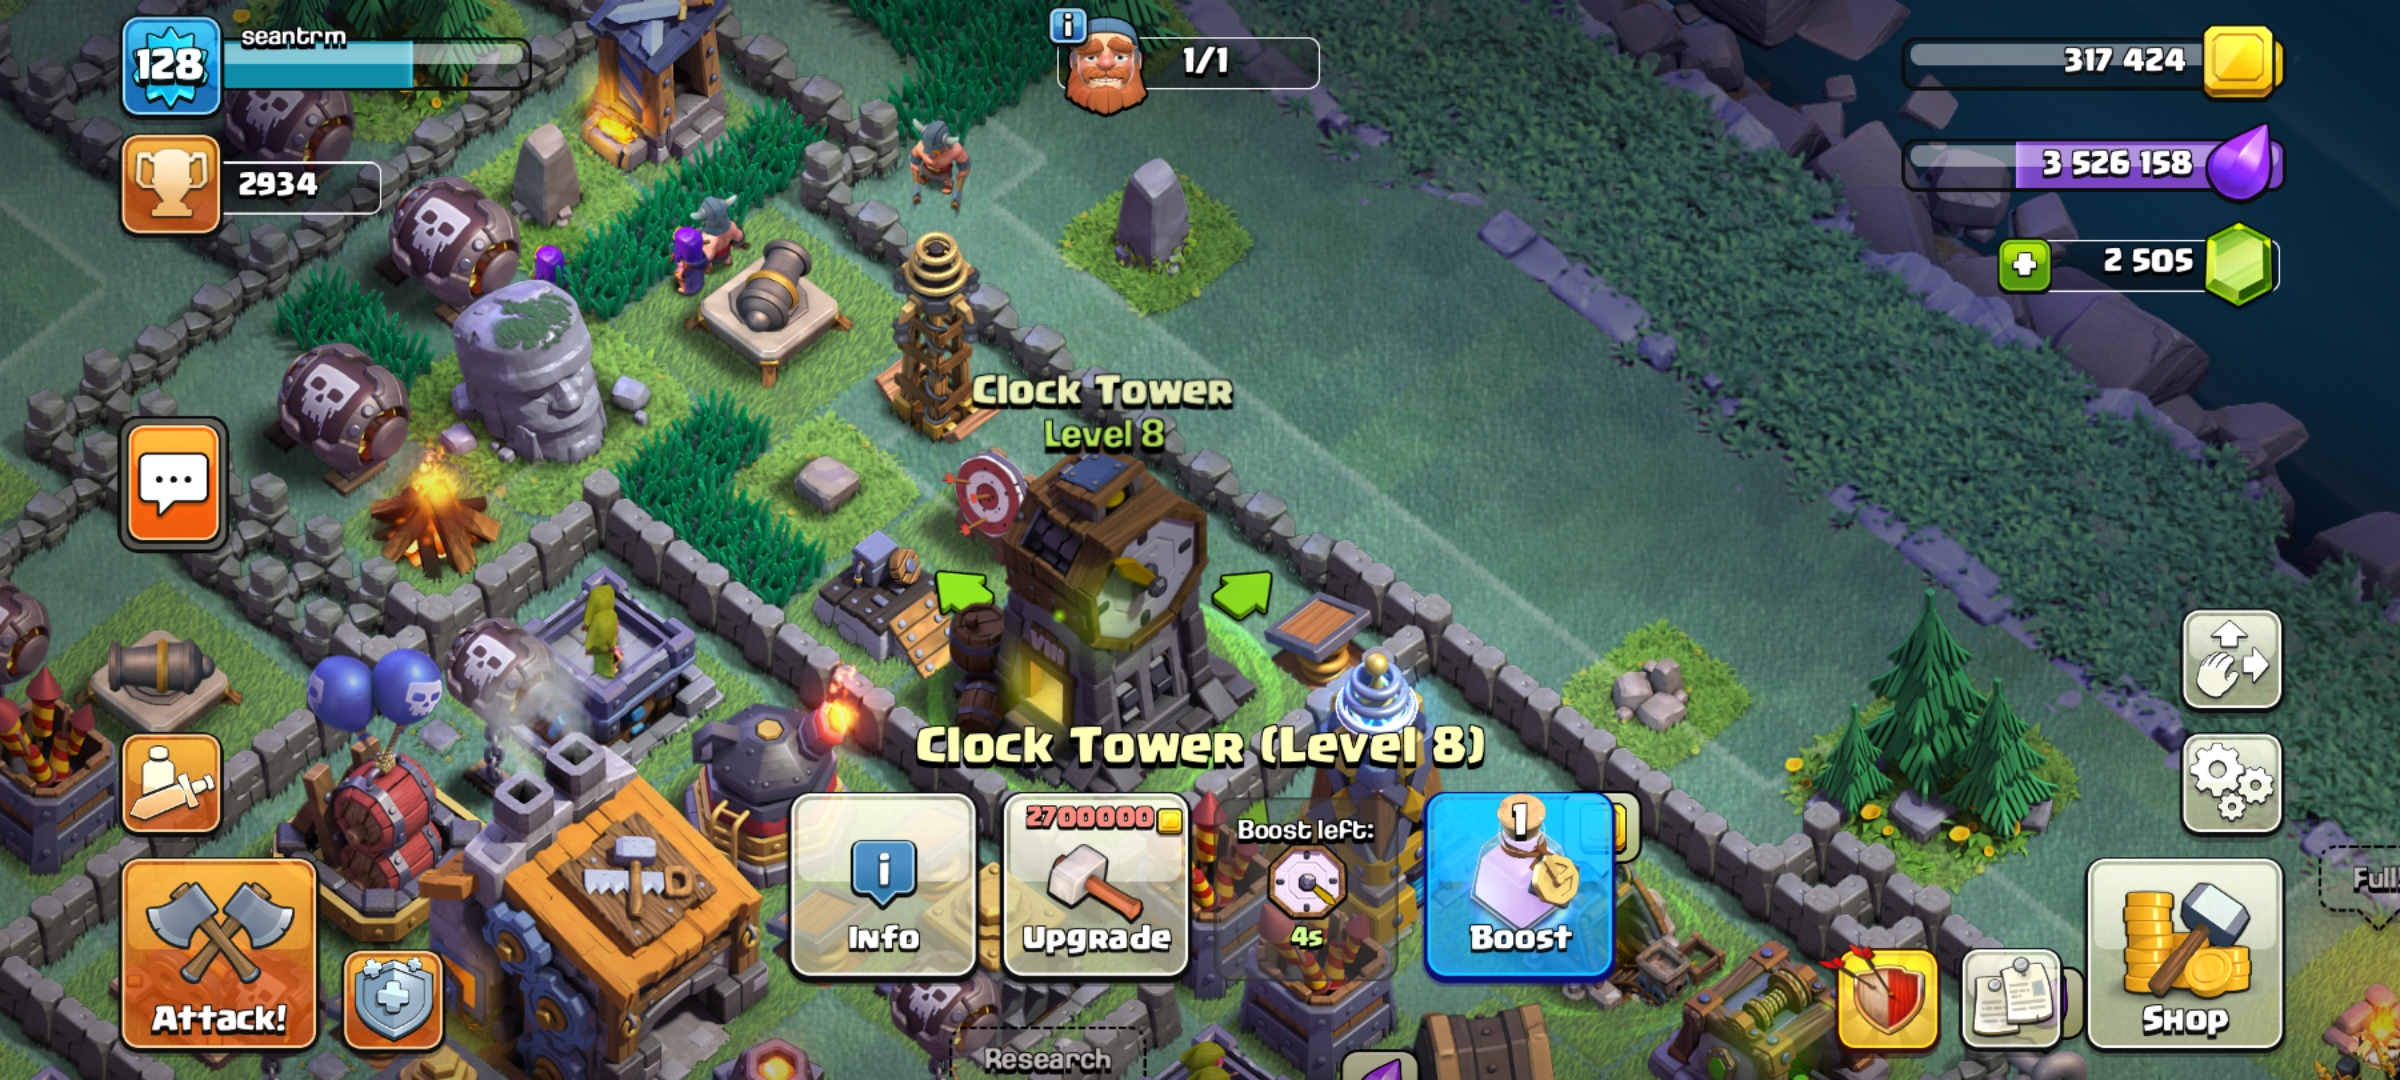 128
seantrm
1/1
317 424
2934
3 526 158
2 505
Clock Tower
Level 8
VIII
Clock Tower (Level 8)
2700000
Boost left:
1
Info
Upgrade
4s
Boost
Attack!
Shop
Full
Research